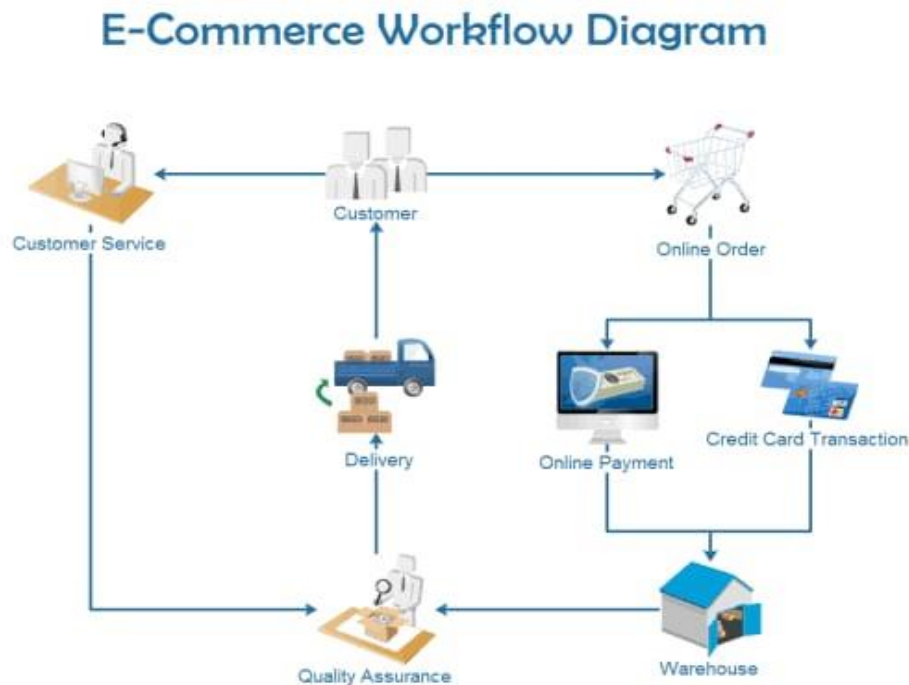 E-Commerce Workflow Diagram
Customer
Customer Service
Online Order
Delivery
Online Payment
Credit Card Transaction
Quality Assurance
Warehouse